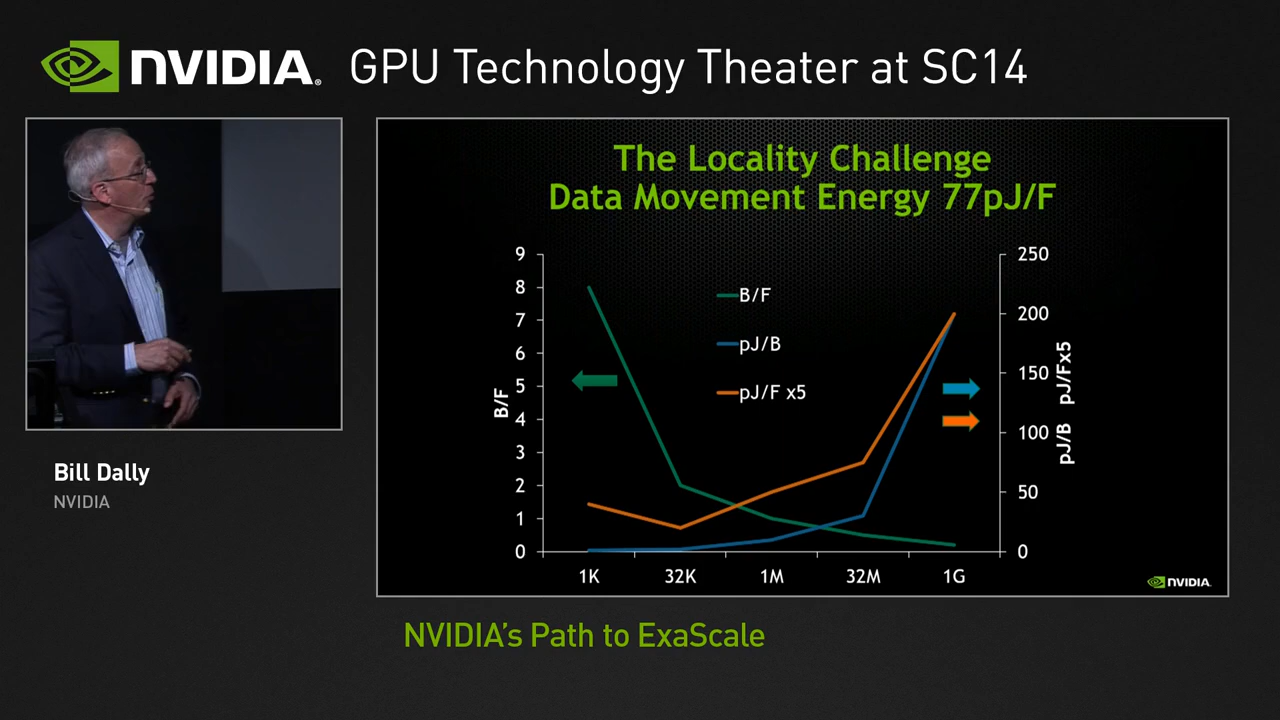 NVIDIA. GPU Technology Theater at SC14
The Locality Challenge
Data Movement Energy 77pJ/F
9
8
7
6
5
4
3
2
1
0
B/F
B/F
pJ/B
pJ/F x5
250
200
150
100
50
0
pJ/B pJ/Fx5
1K 32K 1M 32M 1G
NVIDIA.
Bill Dally
NVIDIA
NVIDIA's Path to ExaScale